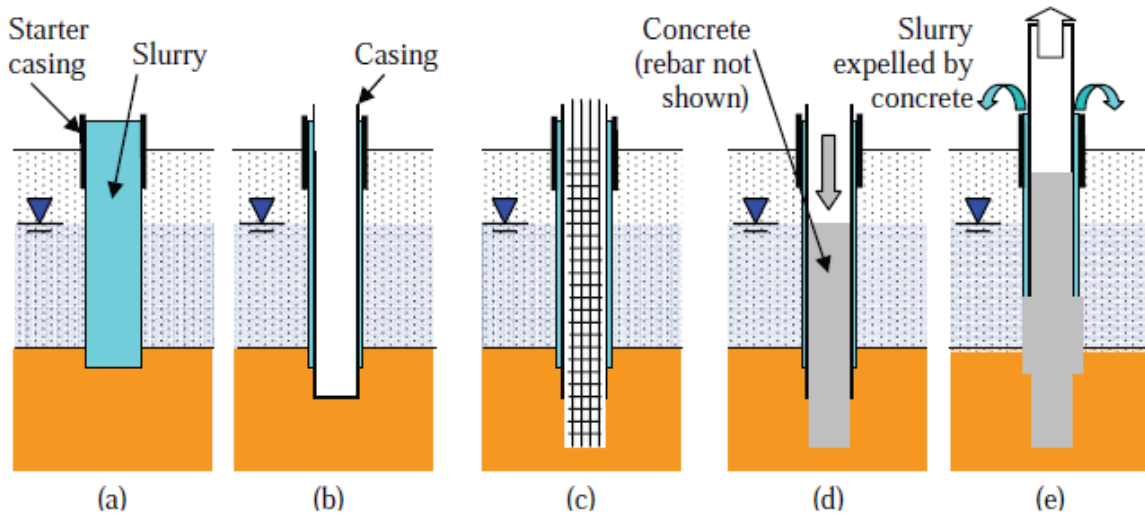 Starter
casing
Slurry
Casing
Concrete
(rebar not
shown)
Slurry
expelled by
concrete
(a)
(b)
(c)
(d)
(e)